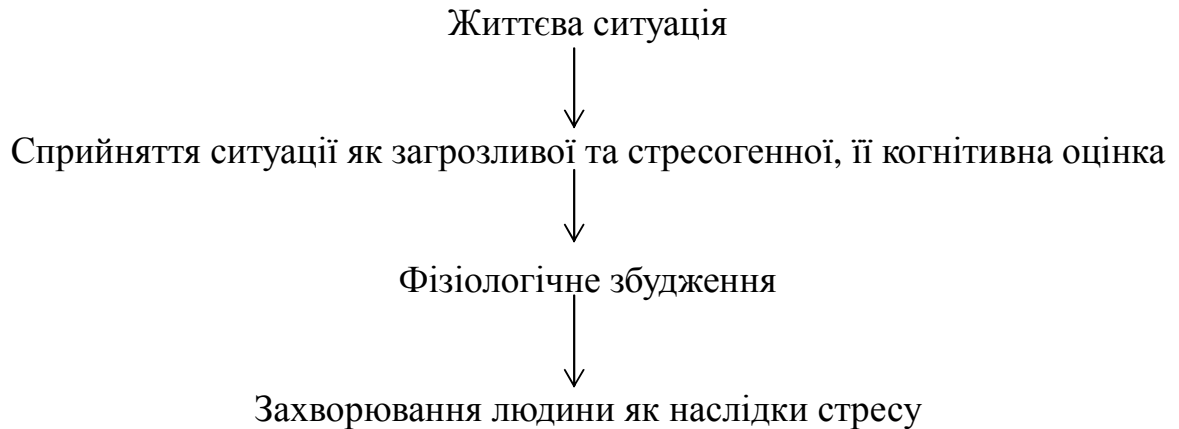 Життєва ситуація
Сприйняття ситуації як загрозливої та стресогенної, її когнітивна оцінка
Фізіологічне збудження
Захворювання людини як наслідки стресу